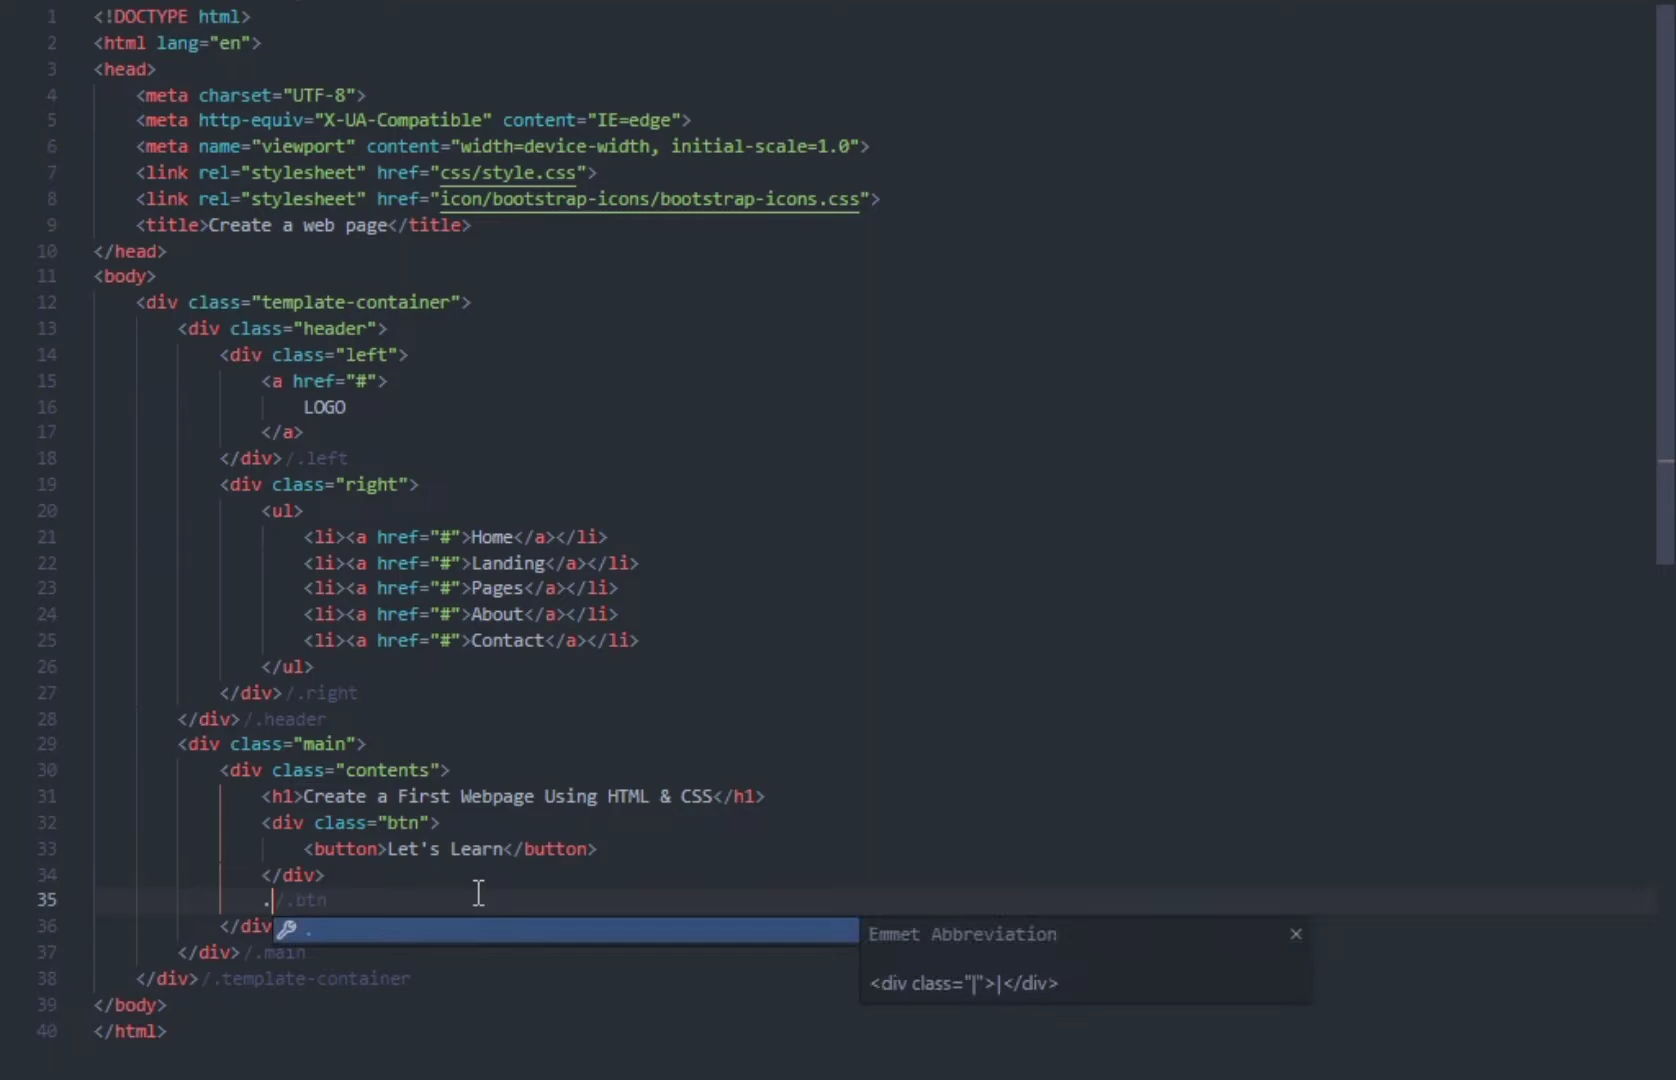 1 <!DOCTYPE html>
2 <html lang="en">
3 <head>
4 <meta charset="UTF-8">
5 <meta http-equiv="X-UA-Compatible" content="IE=edge">
6 <meta name="viewport" content="width=device-width, initial-scale=1.0">
7 <link rel="stylesheet" href="css/style.css">
8 <link rel="stylesheet" href="icon/bootstrap-icons/bootstrap-icons.css">
9 <title>Create a web page</title>
10 </head>
11 <body>
12 <div class="template-container">
13 <div class="header">
14 <div class="left">
15 <a href="#">
16 LOGO
17 </a>
18 </div>/.left
19 <div class="right">
20 <ul>
21 <li><a href="#">Home</a></li>
22 <li><a href="#">Landing</a></li>
23 <li><a href="#">Pages</a></li>
24 <li><a href="#">About</a></li>
25 <li><a href="#">Contact</a></li>
26 </ul>
27 </div>/.right
28 </div>/.header
29 <div class="main">
30 <div class="contents">
31 <h1>Create a First Webpage Using HTML & CSS</h1>
32 <div class="btn">
33 <button>Let's Learn</button>
34 </div>
35 ./.btn
36 </div . Emmet Abbreviation ×
37 </div>/.main
<div class="|">|</div>
38 </div>/.template-container
39 </body>
40 </html>